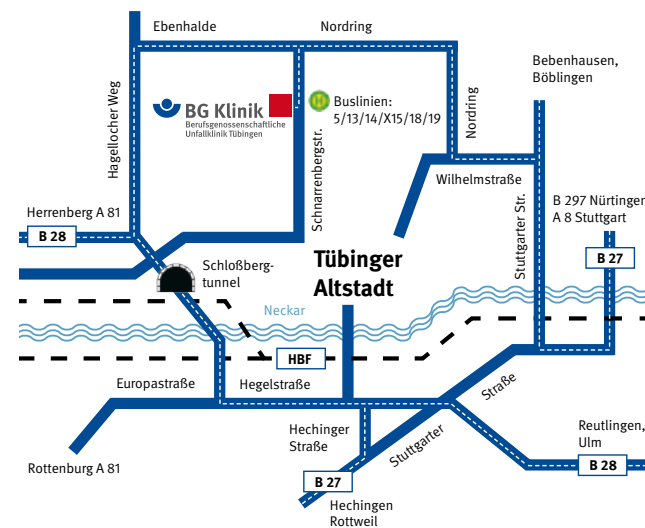 Ebenhalde
Nordring
Bebenhausen,
Böblingen
Hagellocher Weg
BG Klinik
Berufsgenossenschaftliche
Unfallklinik Tübingen
H
Buslinien:
5/13/14/X15/18/19
Nordring
Schnarrenbergstr.
Wilhelmstraße
Stuttgarter Str.
B 297 Nürtingen
A 8 Stuttgart
B 27
Herrenberg A 81
B 28
Schloßberg-
tunnel
Tübinger
Altstadt
Neckar
HBF
Europastraße
Hegelstraße
Stuttgarter
Straße
Hechinger
Straße
Reutlingen,
Ulm
B 28
Rottenburg A 81
B 27
Hechingen
Rottweil